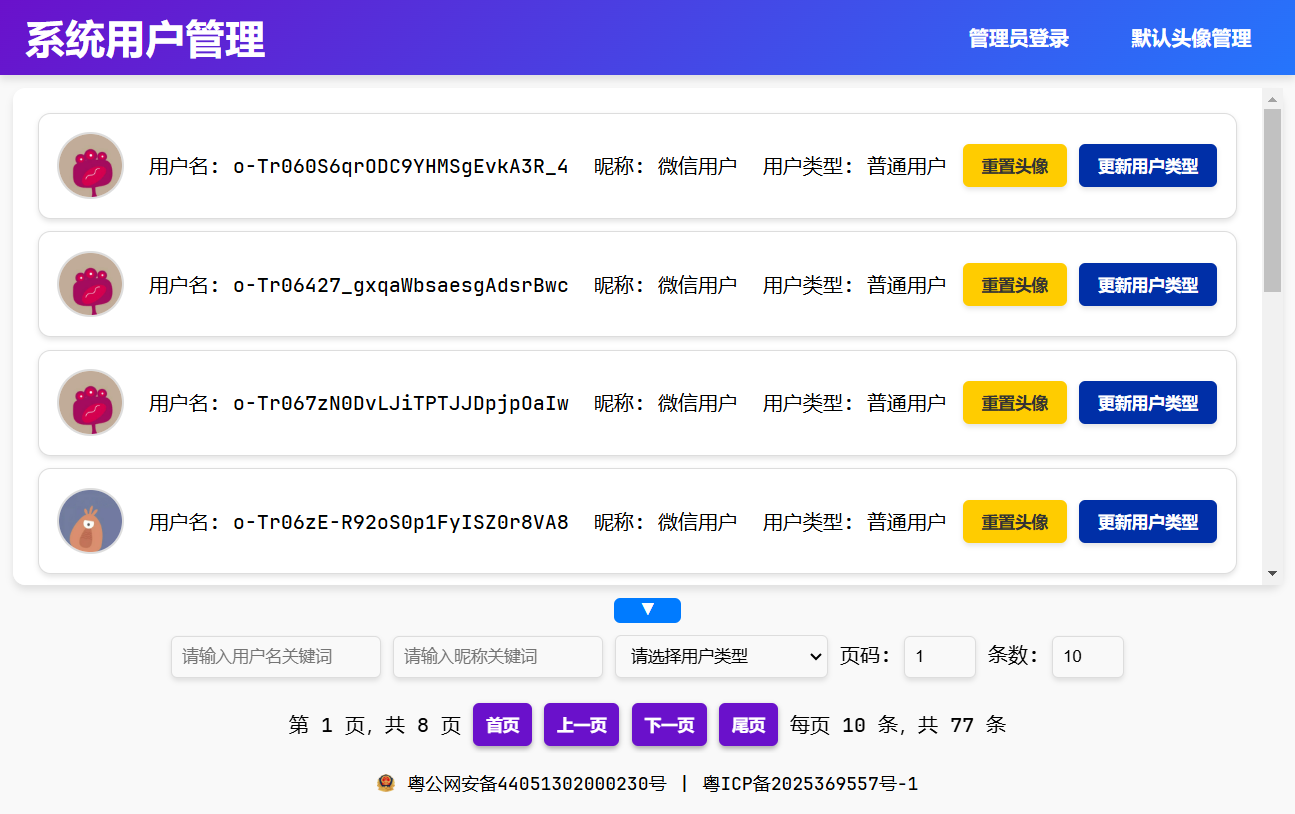 系统用户管理 管理员登录 默认头像管理
用户名: o-Tr060S6qrODC9YHMSgEvkA3R_4 昵称: 微信用户 用户类型: 普通用户 重置头像 更新用户类型
用户名: o-Tr06427_gxqaWbsaesgAdsrBwc 昵称: 微信用户 用户类型: 普通用户 重置头像 更新用户类型
用户名: o-Tr067zN0DvLJiTPTJJDpjpOaIw 昵称: 微信用户 用户类型: 普通用户 重置头像 更新用户类型
用户名: o-Tr06zE-R92oS0p1FyISZ0r8VA8 昵称: 微信用户 用户类型: 普通用户 重置头像 更新用户类型
▼
请输入用户名关键词 请输入昵称关键词 请选择用户类型 页码: 1 条数: 10
第 1 页, 共 8 页 首页 上一页 下一页 尾页 每页 10 条, 共 77 条
粤公网安备44051302000230号 | 粤ICP备2025369557号-1